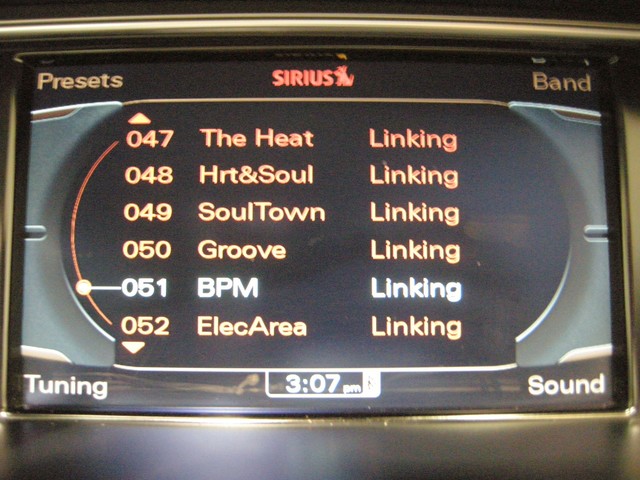 Presets SIRIUS Band
047 The Heat Linking
048 Hrt&Soul Linking
049 SoulTown Linking
050 Groove Linking
051 BPM Linking
052 ElecArea Linking
Tuning 3:07 pm Sound